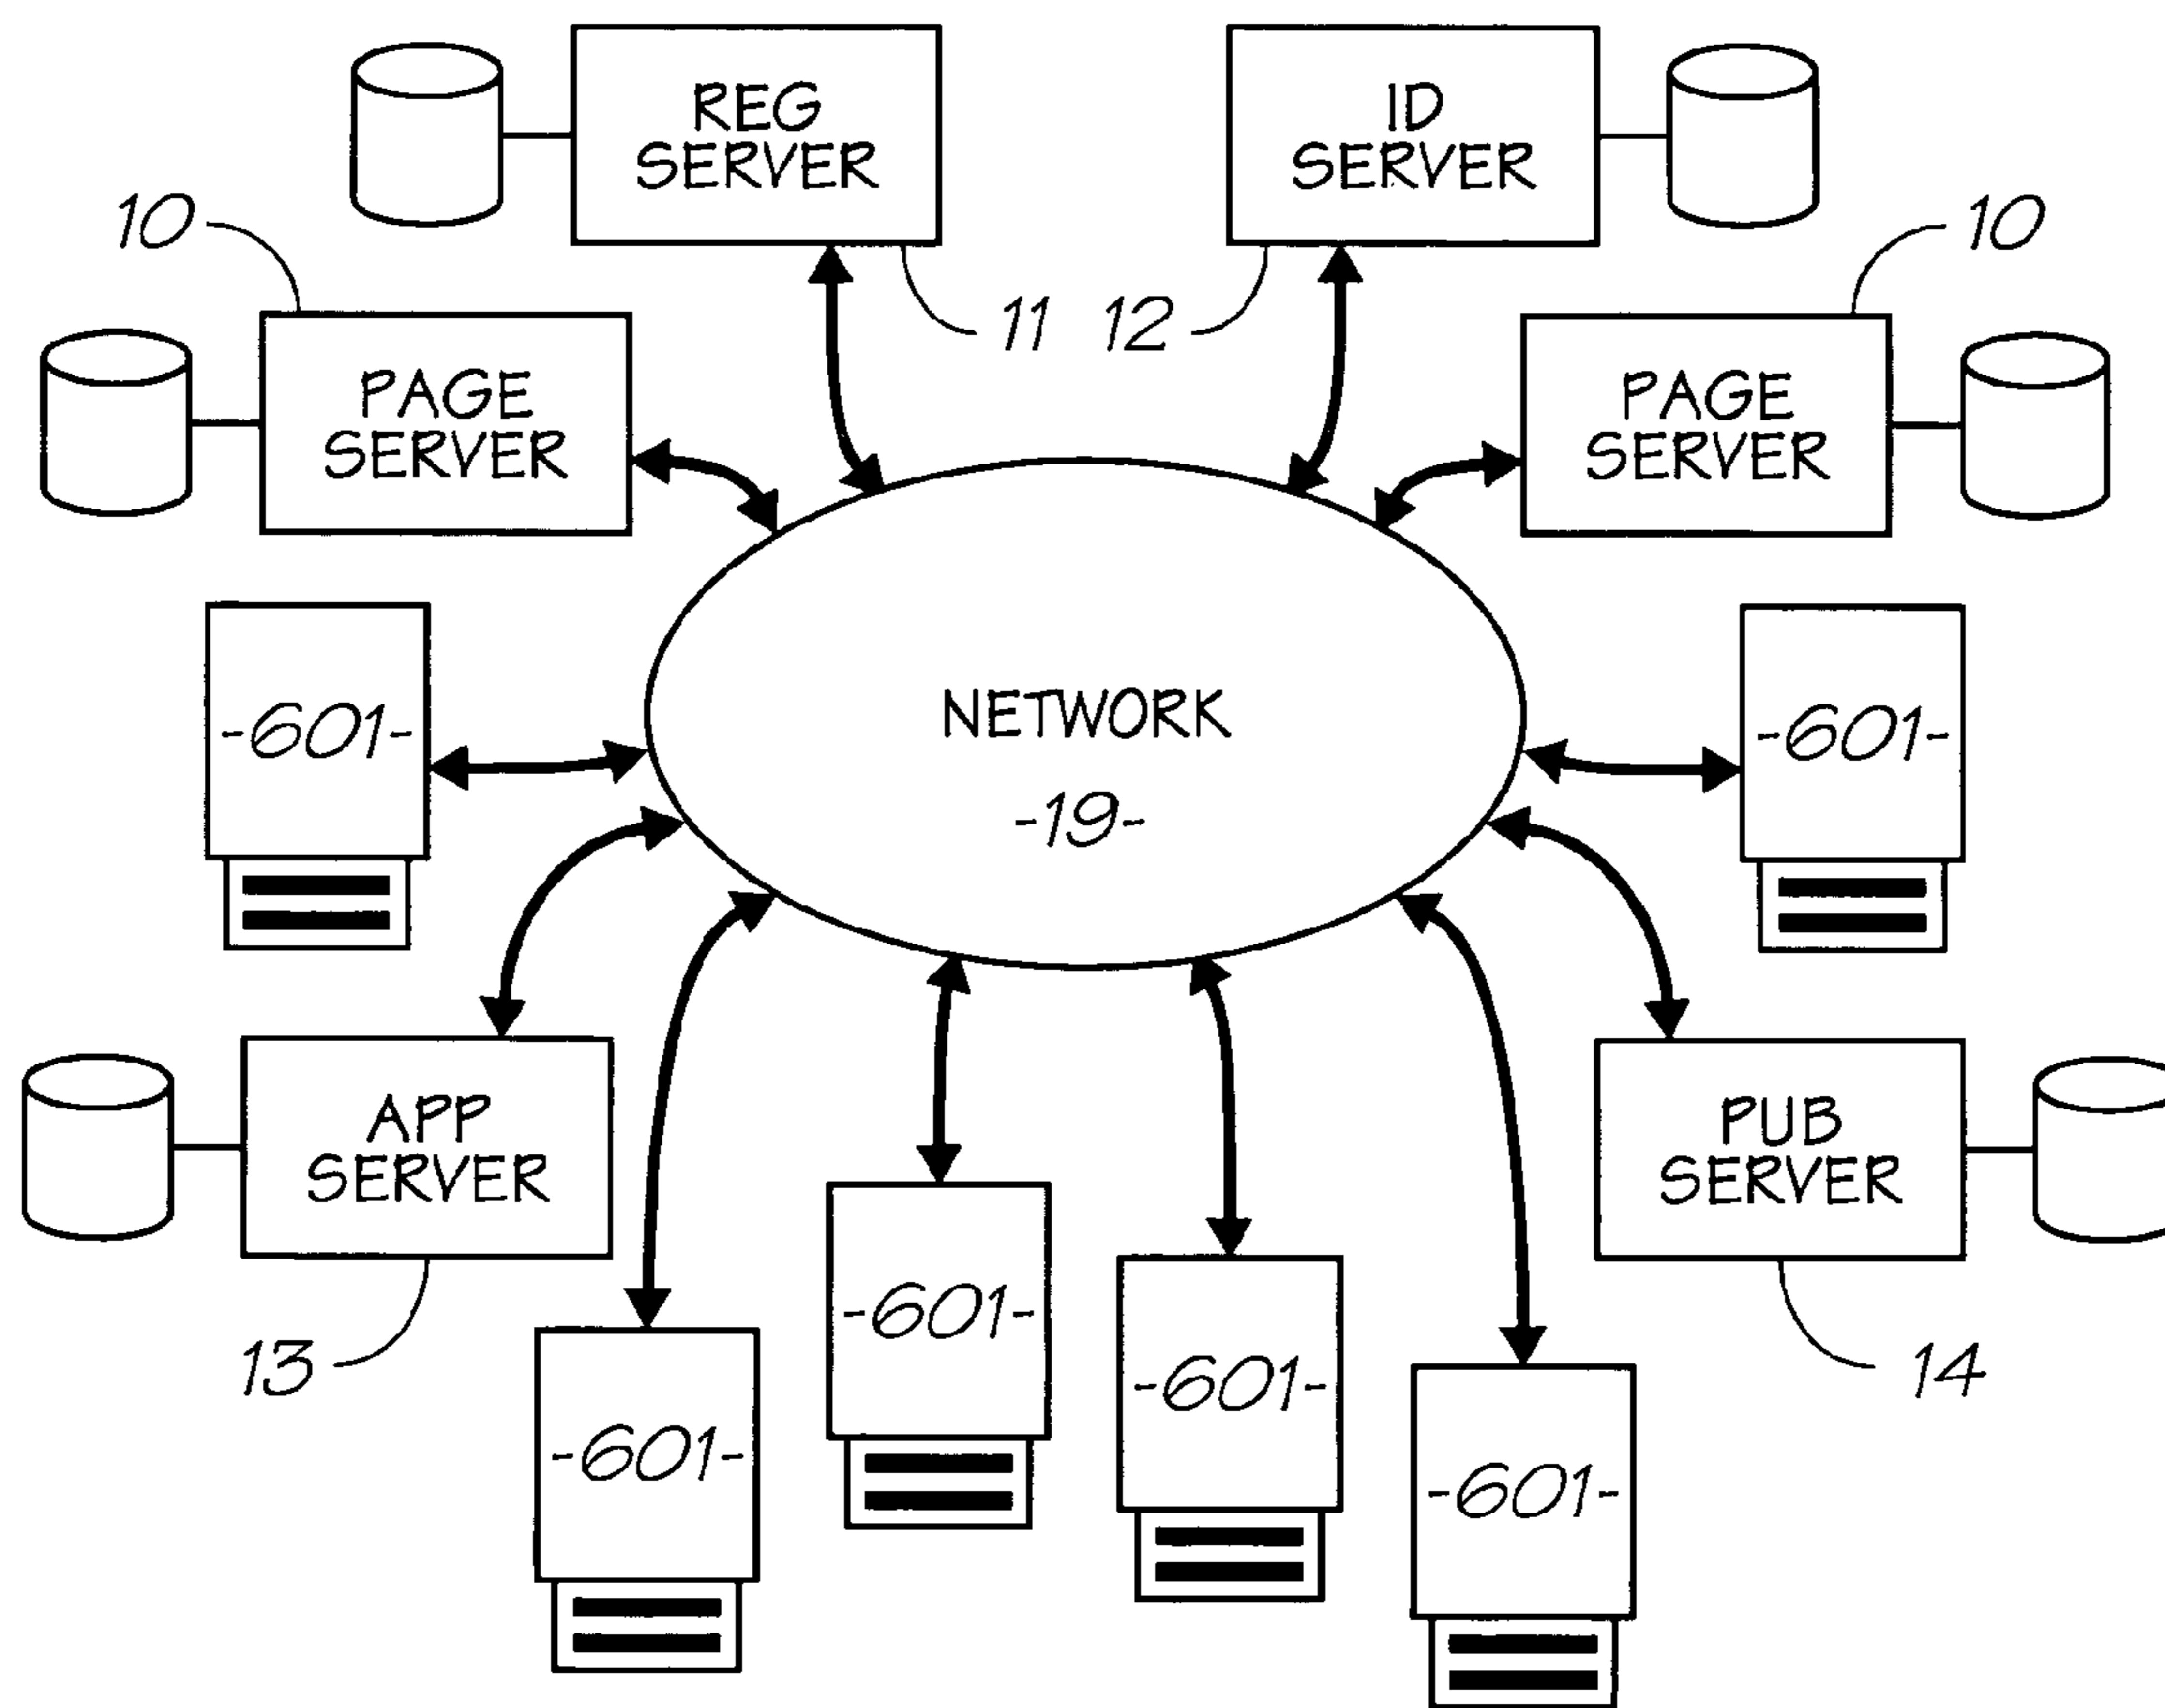 REG
SERVER
ID
SERVER
10
10
11
12
PAGE
SERVER
PAGE
SERVER
-601-
NETWORK
-19-
-601-
APP
SERVER
PUB
SERVER
13
-601-
-601-
-601-
-601-
14